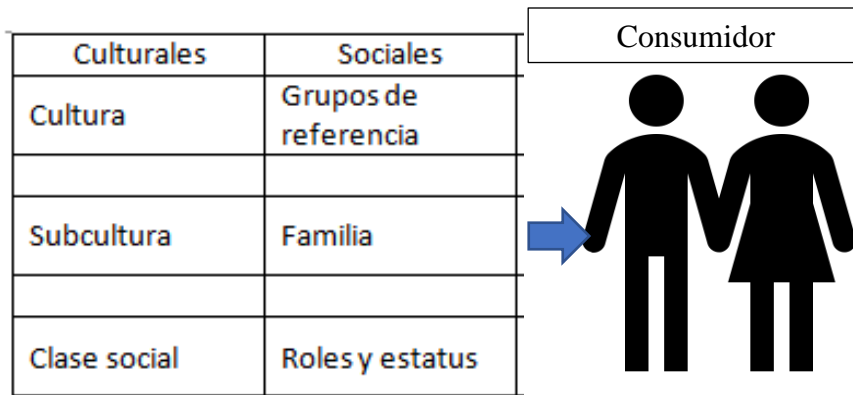 Culturales Sociales
Cultura Grupos de
referencia
Subcultura Familia
Clase social Roles y estatus
Consumidor